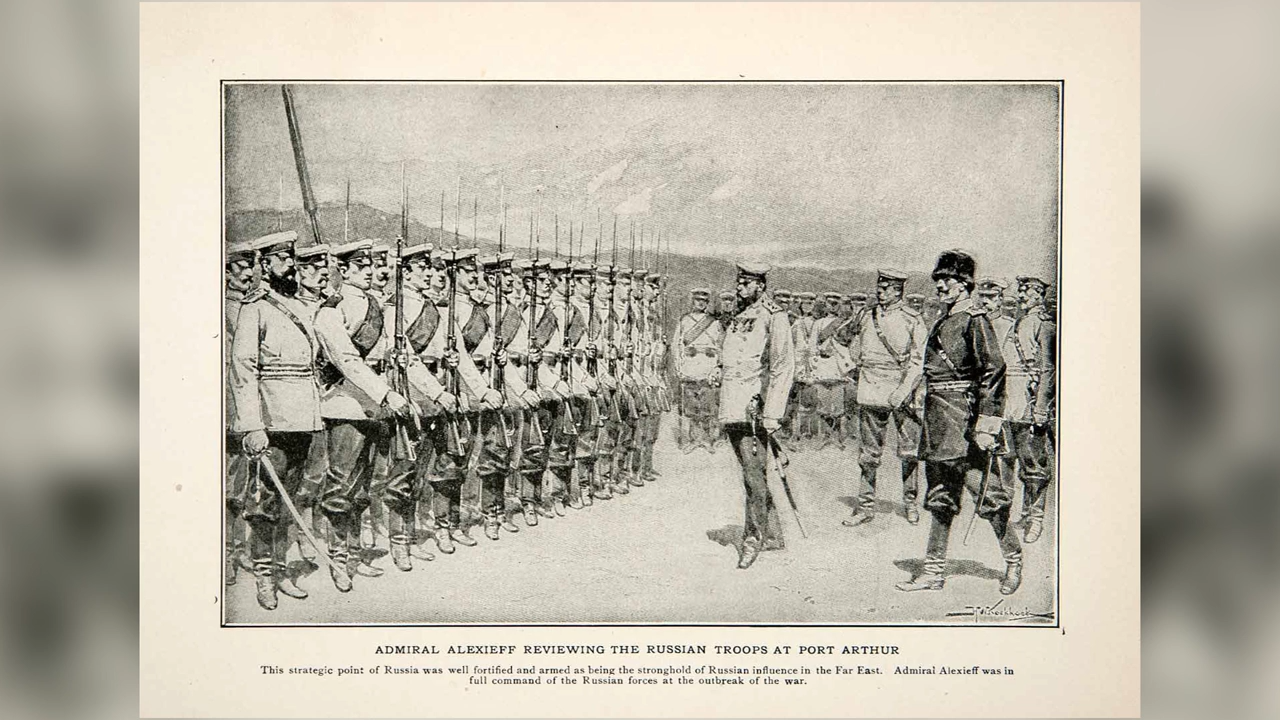 ADMIRAL ALEXIEFF REVIEWING THE RUSSIAN TROOPS AT PORT ARTHUR
This strategic point of Russia was well fortified and armed as being the stronghold of Russian influence in the Far East. Admiral Alexieff was in
full command of the Russian forces at the outbreak of the war.